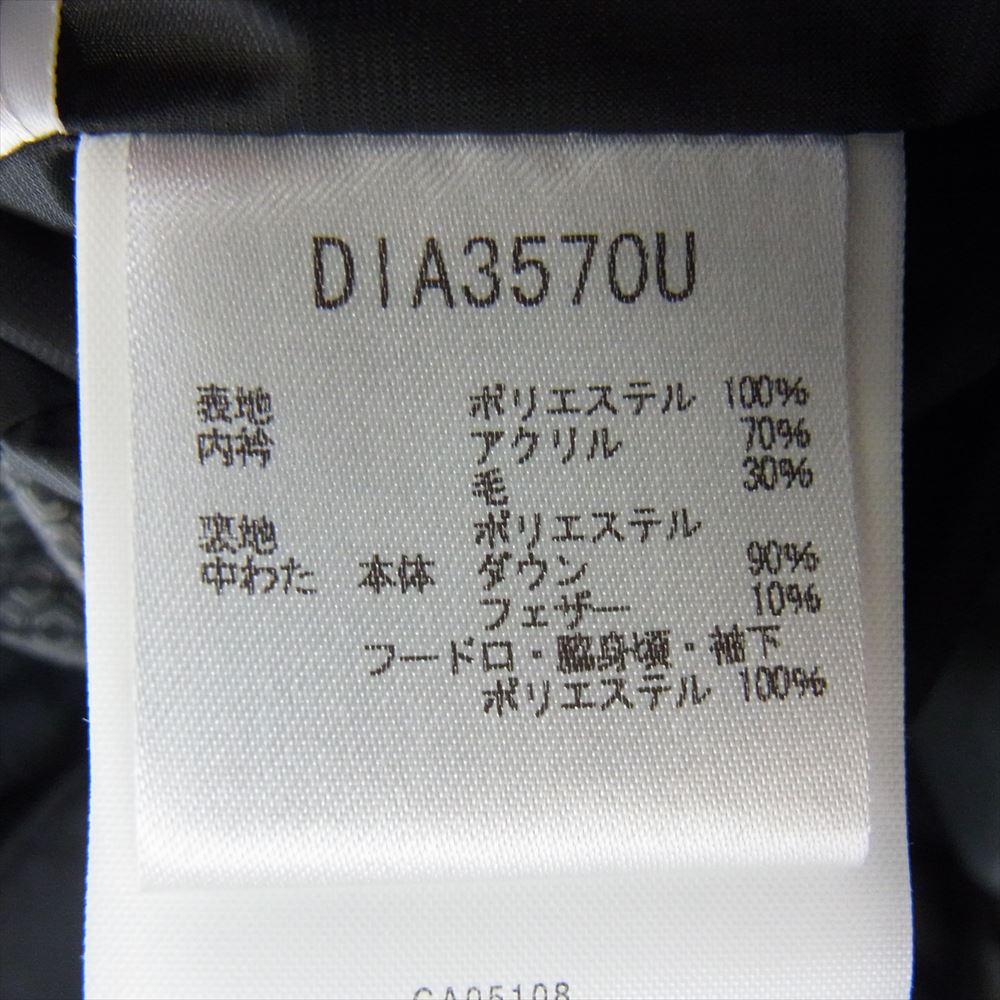 DIA3570U
表地 ポリエステル 100%
内衿 アクリル 70%
毛 30%
裏地 ポリエステル
中わた 本体 ダウン 90%
フェザー 10%
フード口・脇身頃・袖下
ポリエステル 100%
CA05108